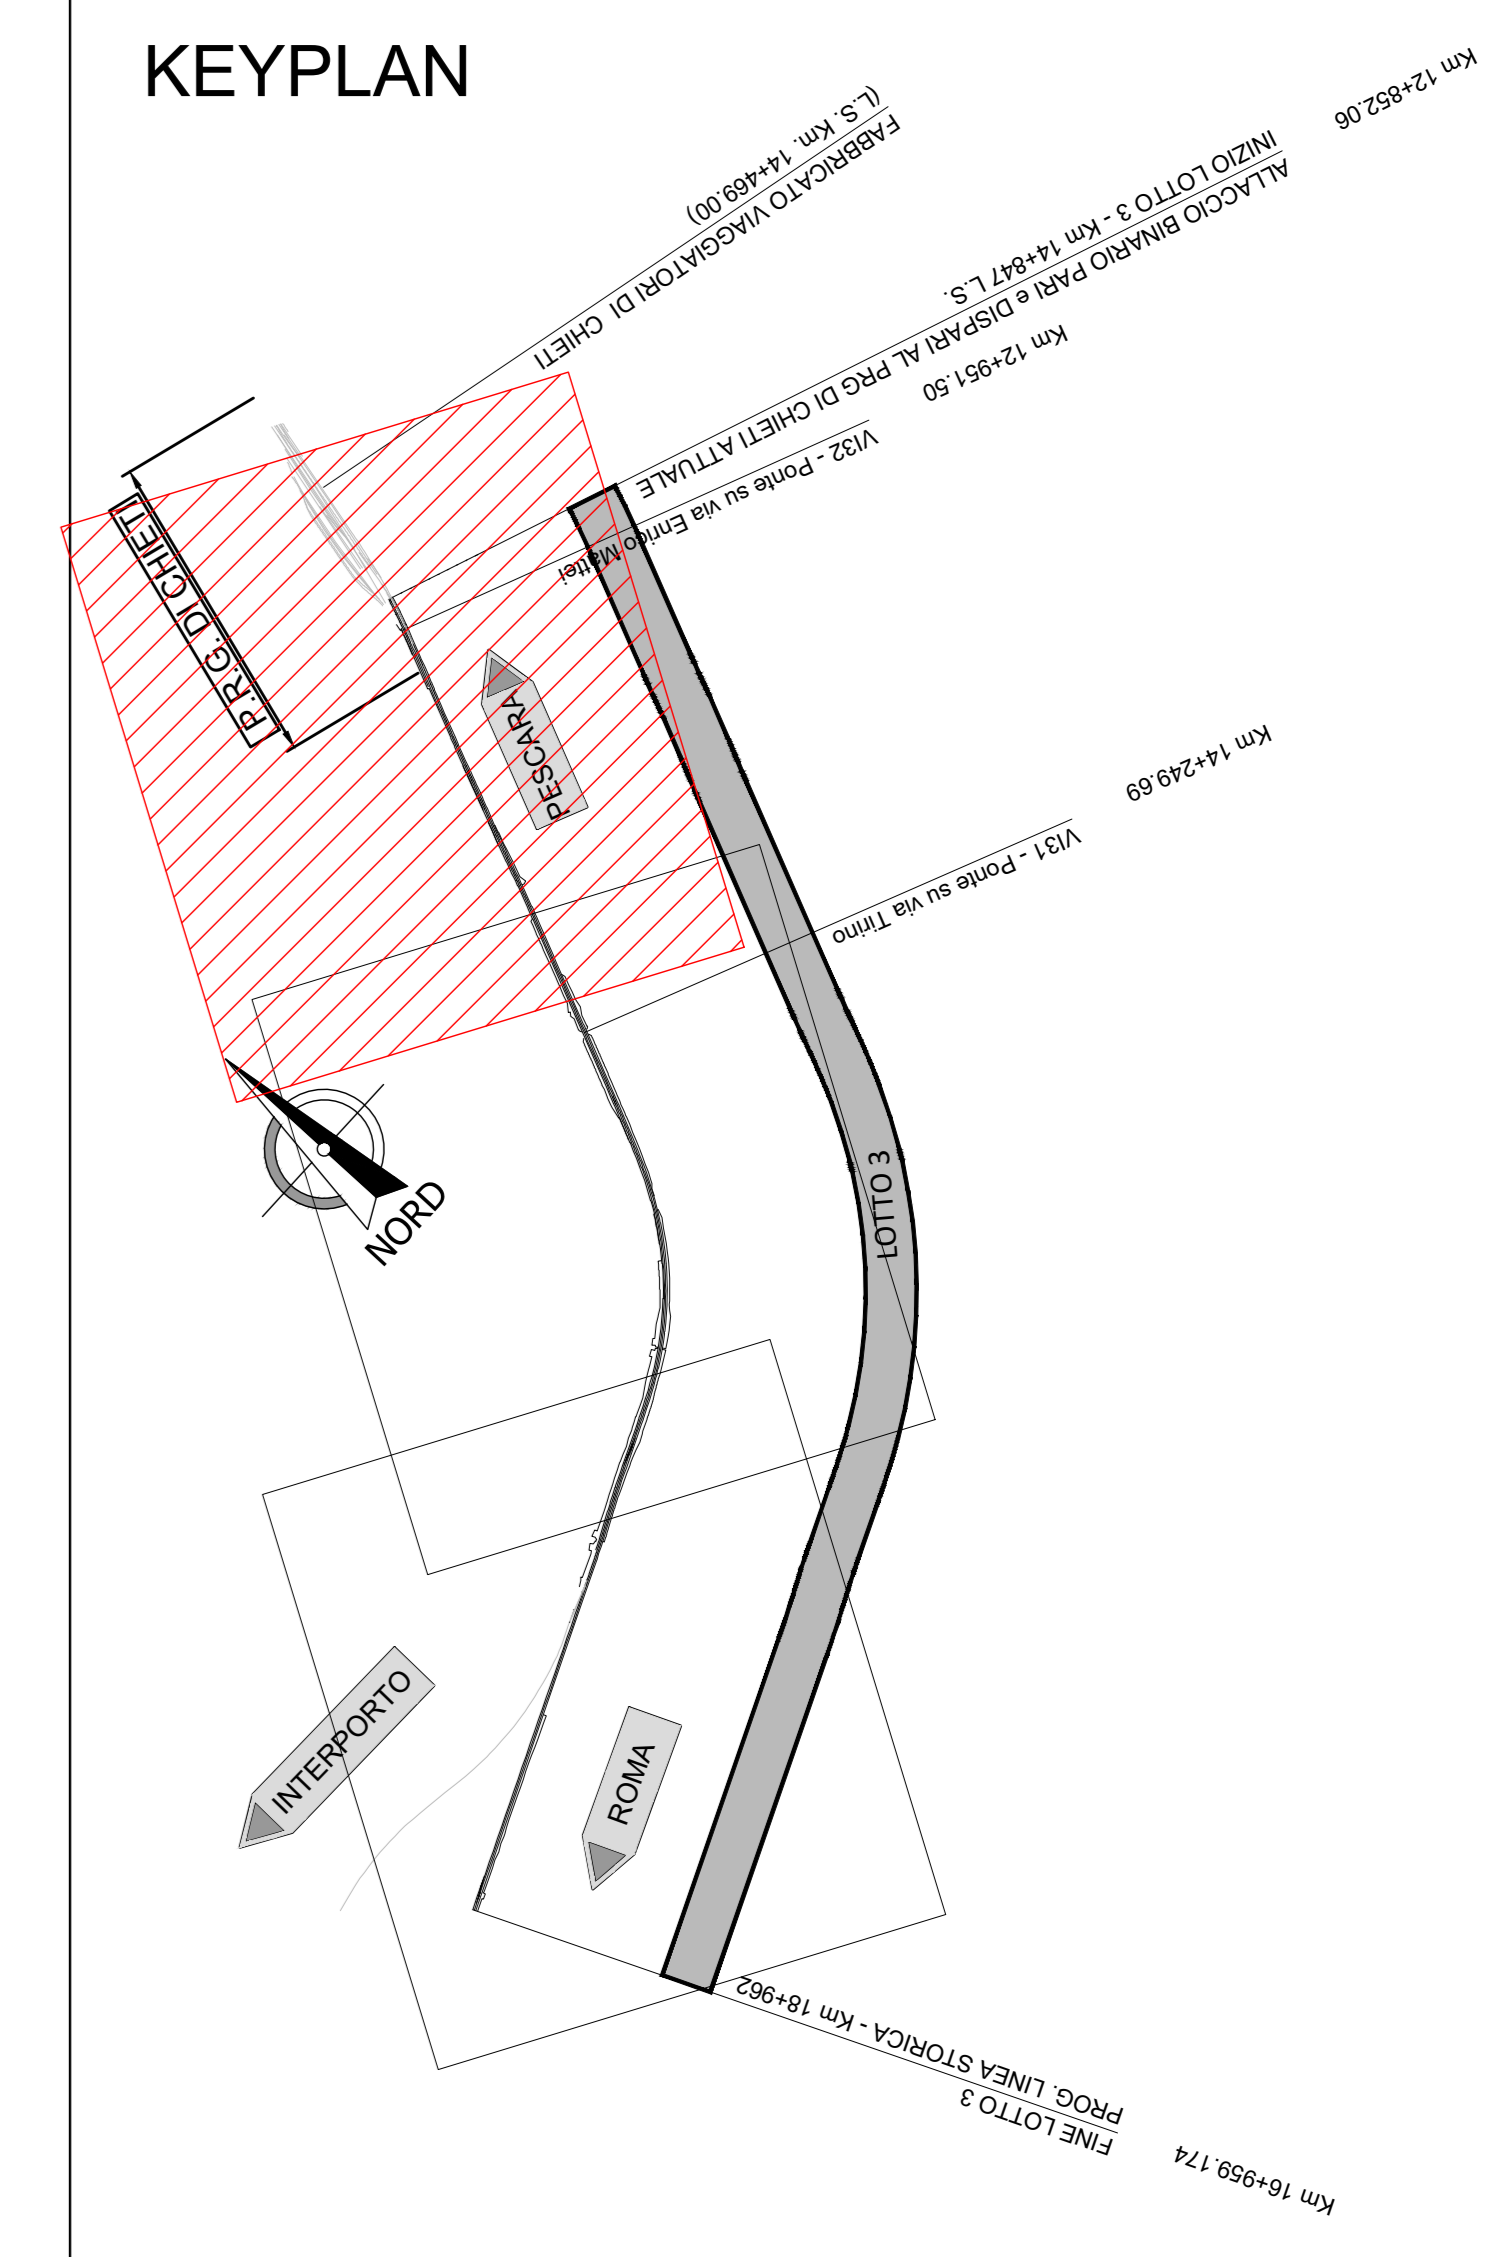 KEYPLAN
FABBRICATO VIAGGIATORI DI CHIETI
(L.S. Km. 14+469.00)
Km 12+852.06
ALLACCIO BINARIO PARI e DISPARI AL PRG DI CHIETI ATTUALE
INIZIO LOTTO 3 - Km 14+847 L.S.
Km 12+951.50
VI32 - Ponte su via Enrico Mattei
P.R.G. DI CHIETI
PESCARA
Km 14+249.69
VI31 - Ponte su via Tirino
NORD
LOTTO 3
INTERPORTO
ROMA
PROG. LINEA STORICA - Km 18+962
FINE LOTTO 3
Km 16+959.174